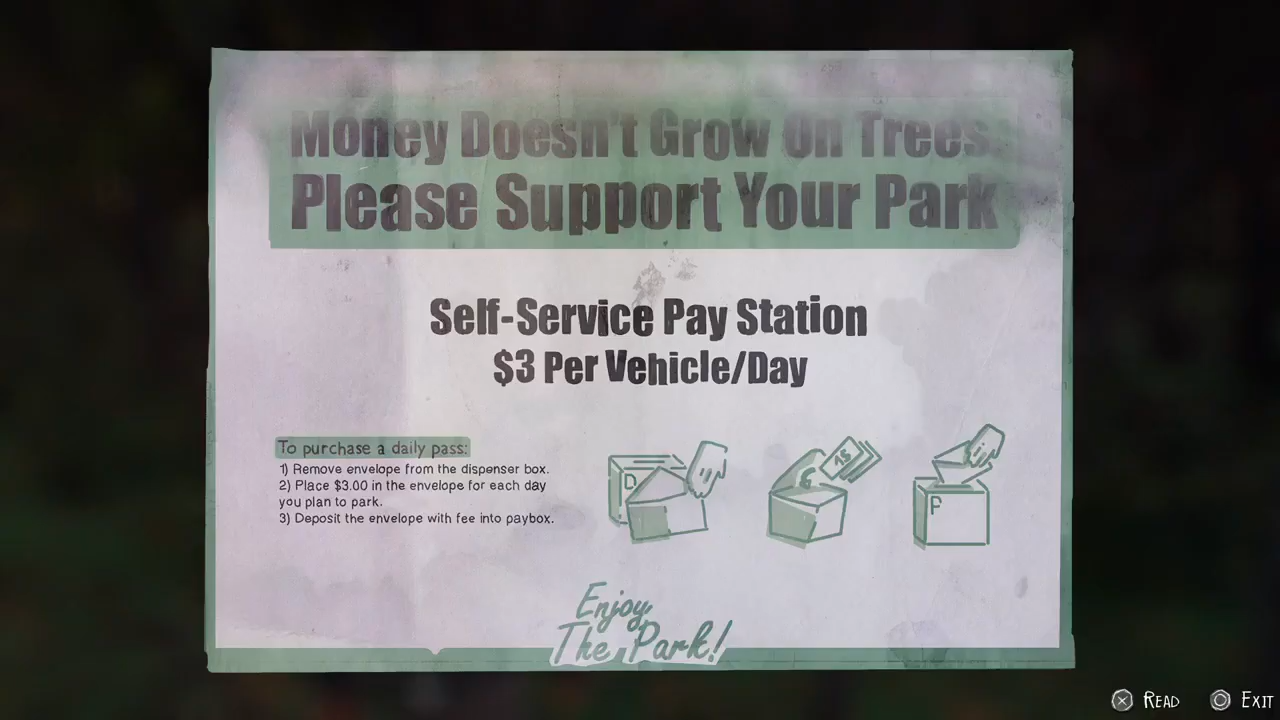 Money Doesn't Grow On Trees.
Please Support Your Park
Self-Service Pay Station
$3 Per Vehicle/Day
To purchase a daily pass:
1) Remove envelope from the dispenser box.
2) Place $3.00 in the envelope for each day
you plan to park.
3) Deposit the envelope with fee into paybox.
D
E
15
P
Enjoy
The Park!
READ
EXIT